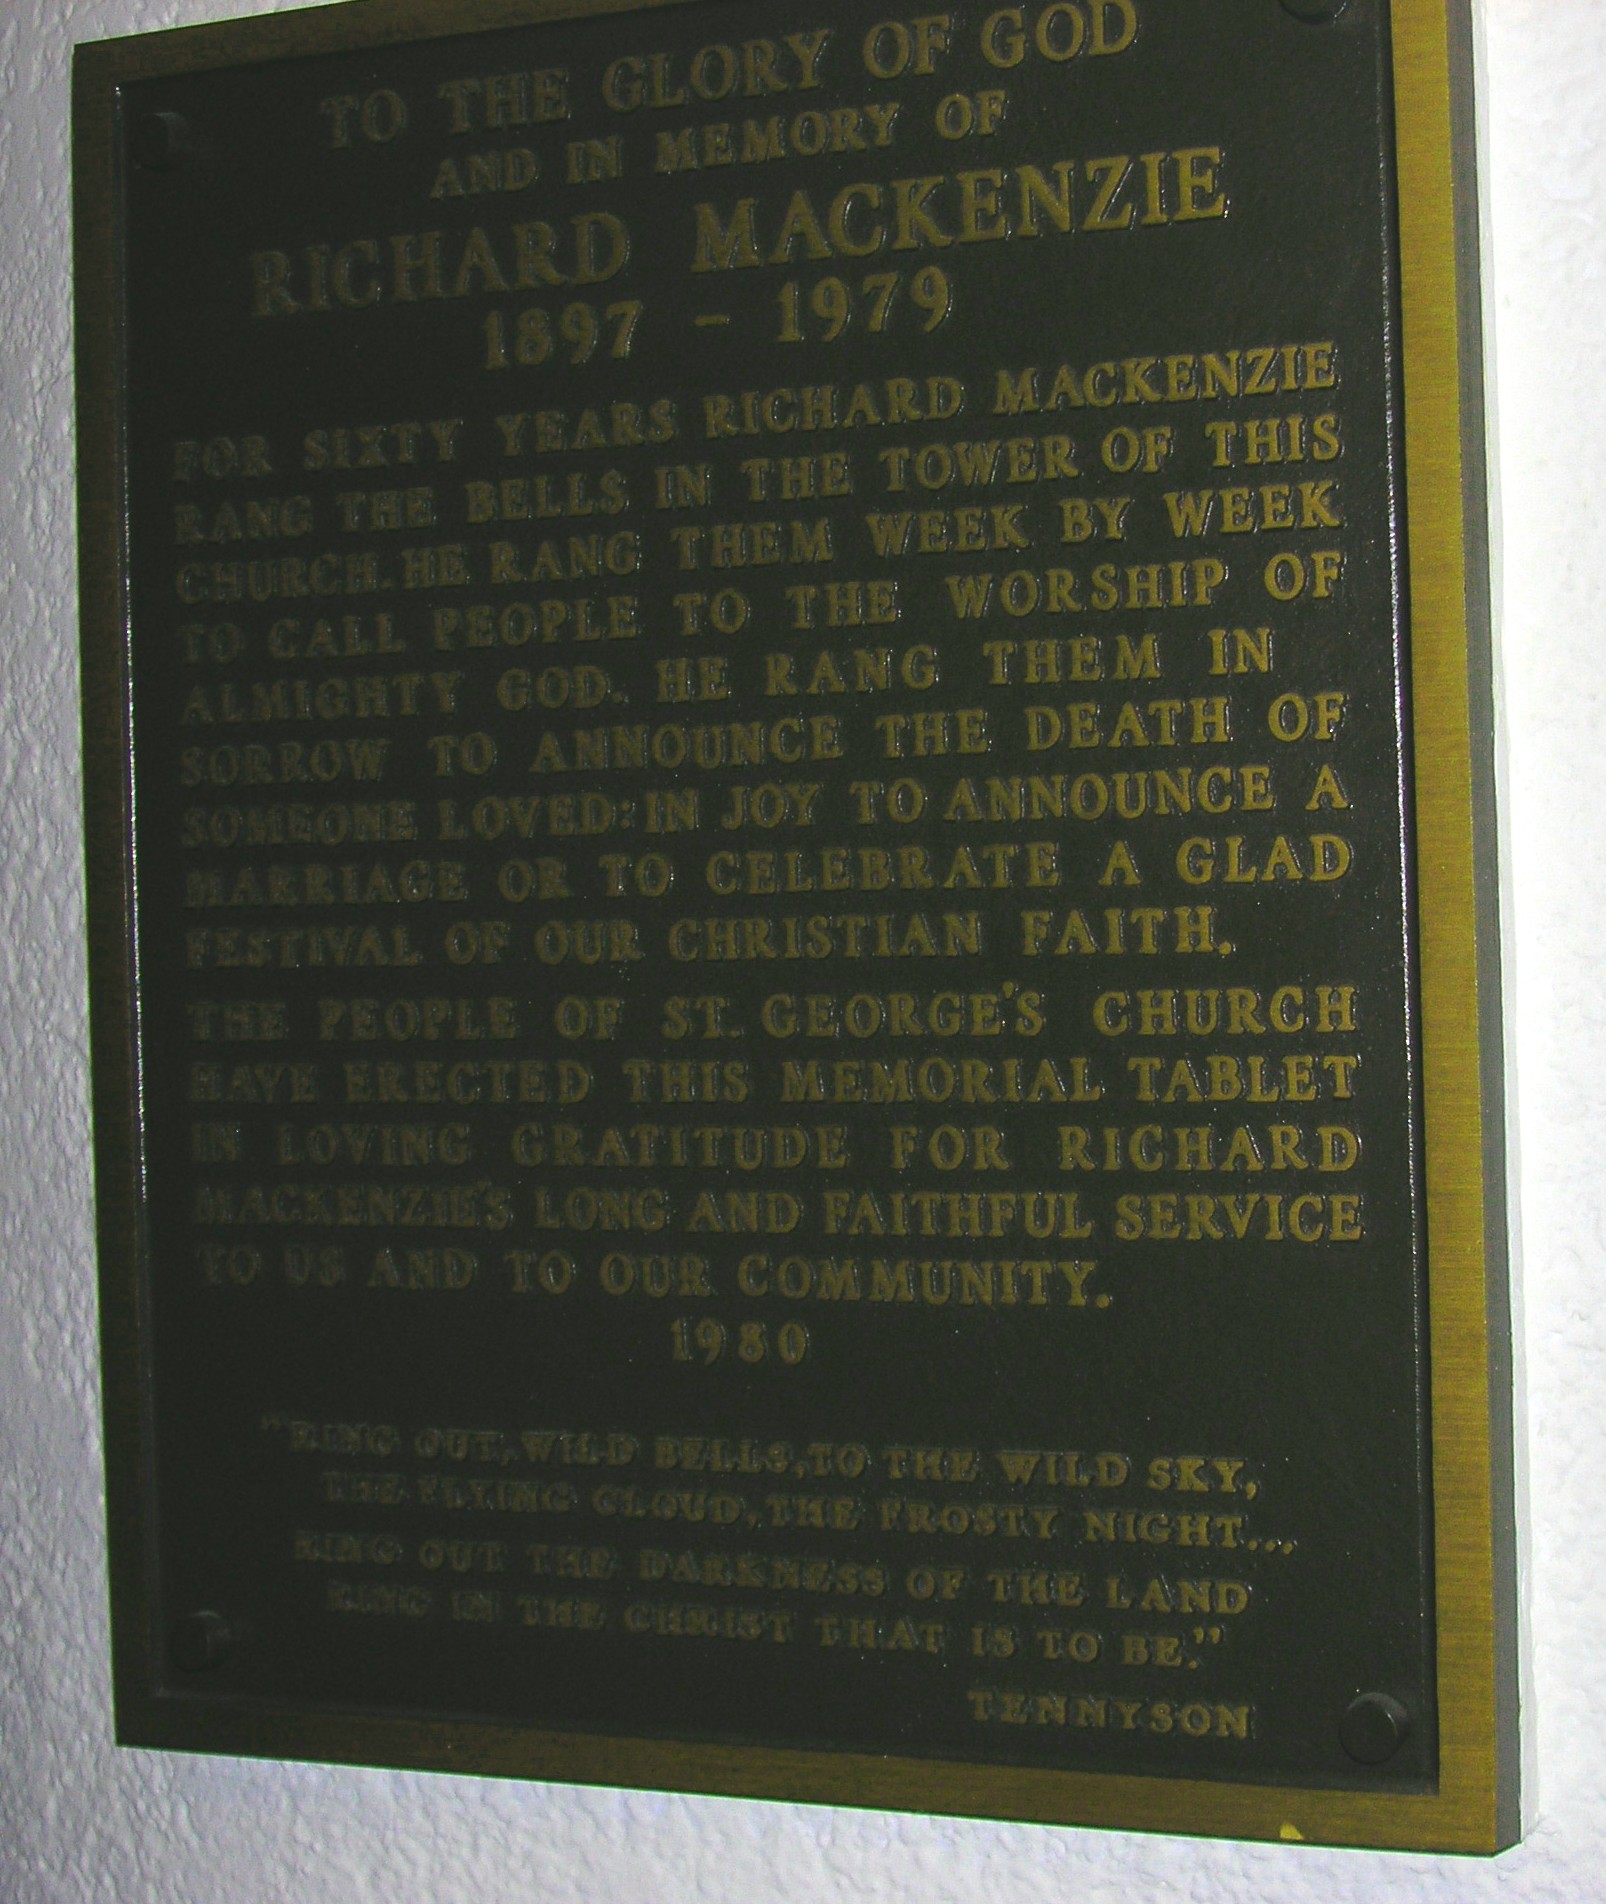 TO THE GLORY OF GOD
AND IN MEMORY OF
RICHARD MACKENZIE
1897 - 1979
FOR SIXTY YEARS RICHARD MACKENZIE
RANG THE BELLS IN THE TOWER OF THIS
CHURCH. HE RANG THEM WEEK BY WEEK
TO CALL PEOPLE TO THE WORSHIP OF
ALMIGHTY GOD. HE RANG THEM IN
SORROW TO ANNOUNCE THE DEATH OF
SOMEONE LOVED: IN JOY TO ANNOUNCE A
MARRIAGE OR TO CELEBRATE A GLAD
FESTIVAL OF OUR CHRISTIAN FAITH.
THE PEOPLE OF ST. GEORGE'S CHURCH
HAVE ERECTED THIS MEMORIAL TABLET
IN LOVING GRATITUDE FOR RICHARD
MACKENZIE'S LONG AND FAITHFUL SERVICE
TO US AND TO OUR COMMUNITY.
1980
"RING OUT, WILD BELLS, TO THE WILD SKY,
THE FLYING CLOUD, THE FROSTY NIGHT...
RING OUT THE DARKNESS OF THE LAND
RING IN THE CHRIST THAT IS TO BE."
TENNYSON